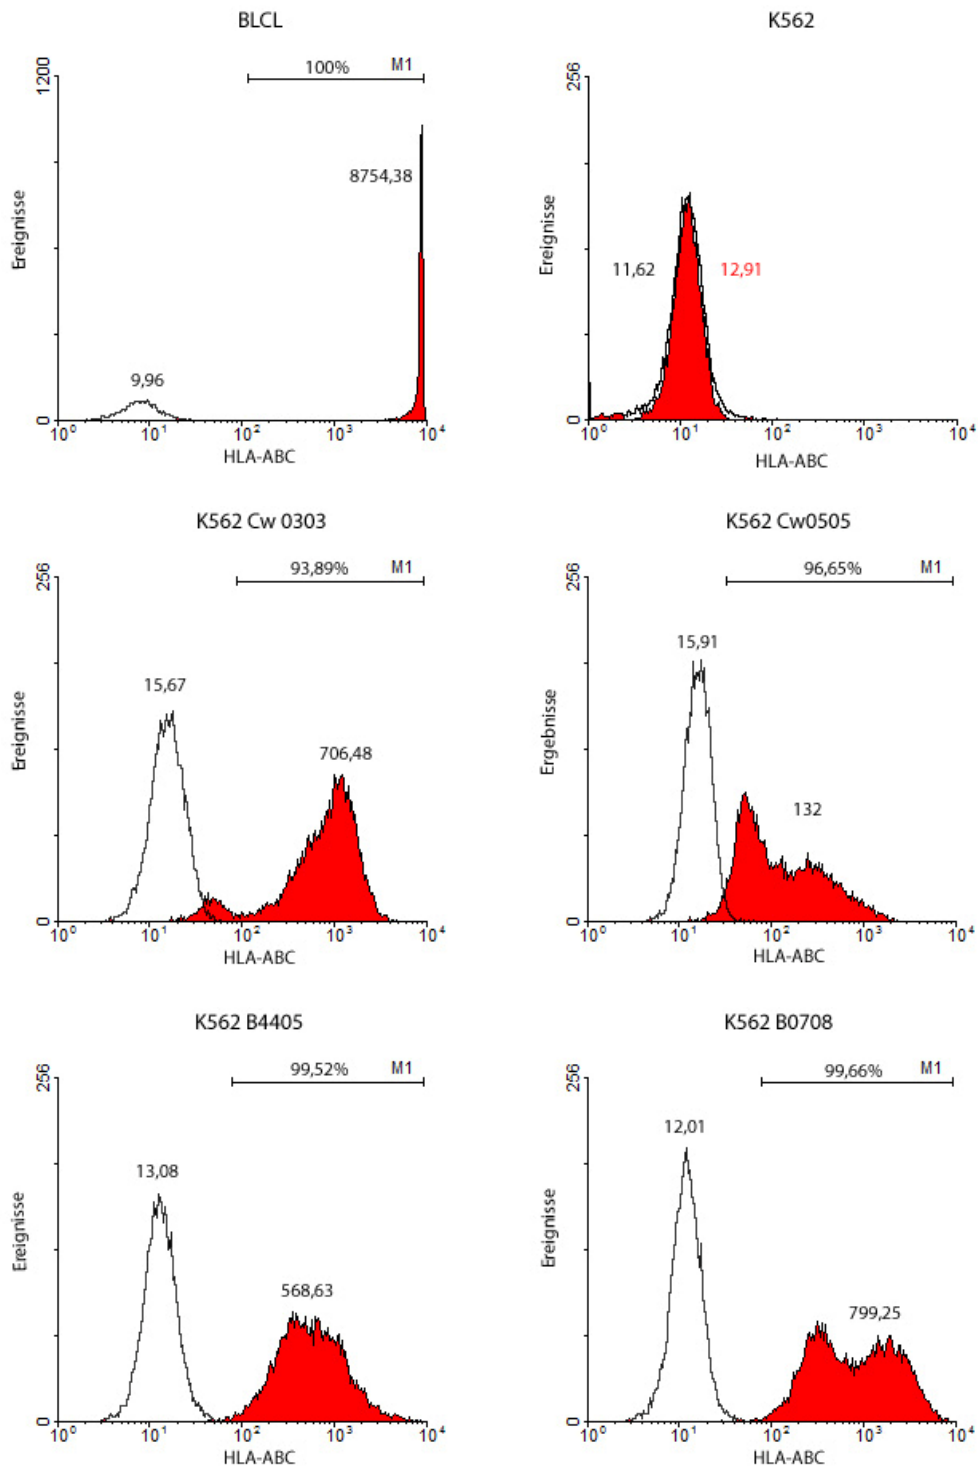 BLCL
1200
100% M1
8754,38
9,96
Ereignisse
0
10⁰ 10¹ 10² 10³ 10⁴
HLA-ABC
K562
256
11,62 12,91
Ereignisse
0
10⁰ 10¹ 10² 10³ 10⁴
HLA-ABC
K562 Cw 0303
256
93,89% M1
15,67
706,48
Ereignisse
0
10⁰ 10¹ 10² 10³ 10⁴
HLA-ABC
K562 Cw0505
256
96,65% M1
15,91
132
Ergebnisse
0
10⁰ 10¹ 10² 10³ 10⁴
HLA-ABC
K562 B4405
256
99,52% M1
13,08
568,63
Ereignisse
0
10⁰ 10¹ 10² 10³ 10⁴
HLA-ABC
K562 B0708
256
99,66% M1
12,01
799,25
Ereignisse
0
10⁰ 10¹ 10² 10³ 10⁴
HLA-ABC